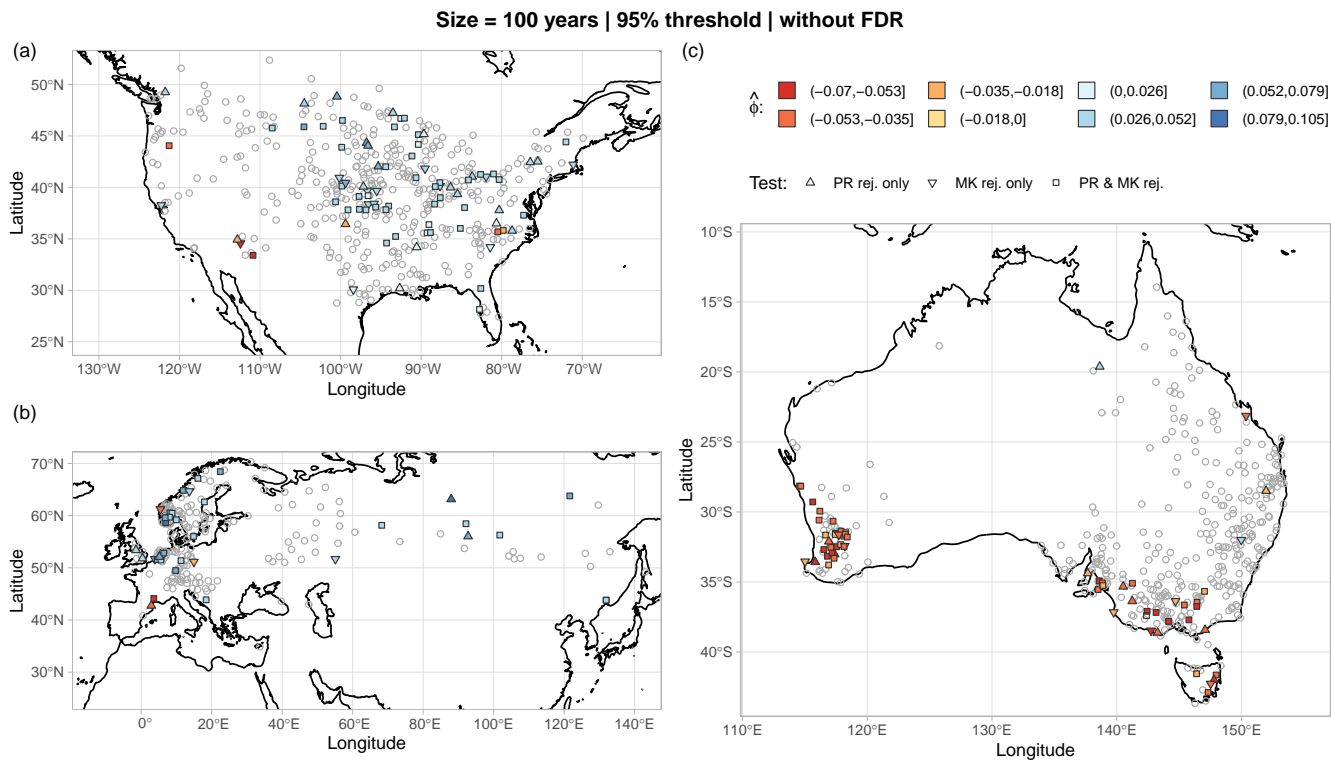 Size = 100 years | 95% threshold | without FDR
(a)
50°N
45°N
40°N
35°N
30°N
25°N
Latitude
130°W 120°W 110°W 100°W 90°W 80°W 70°W
Longitude
(b)
70°N
60°N
50°N
40°N
30°N
Latitude
0° 20°E 40°E 60°E 80°E 100°E 120°E 140°E
Longitude
(c)
ϕ̂:
(−0.07,−0.053] (−0.035,−0.018] (0,0.026] (0.052,0.079]
(−0.053,−0.035] (−0.018,0] (0.026,0.052] (0.079,0.105]
Test: PR rej. only MK rej. only PR & MK rej.
10°S
15°S
20°S
25°S
30°S
35°S
40°S
Latitude
110°E 120°E 130°E 140°E 150°E
Longitude